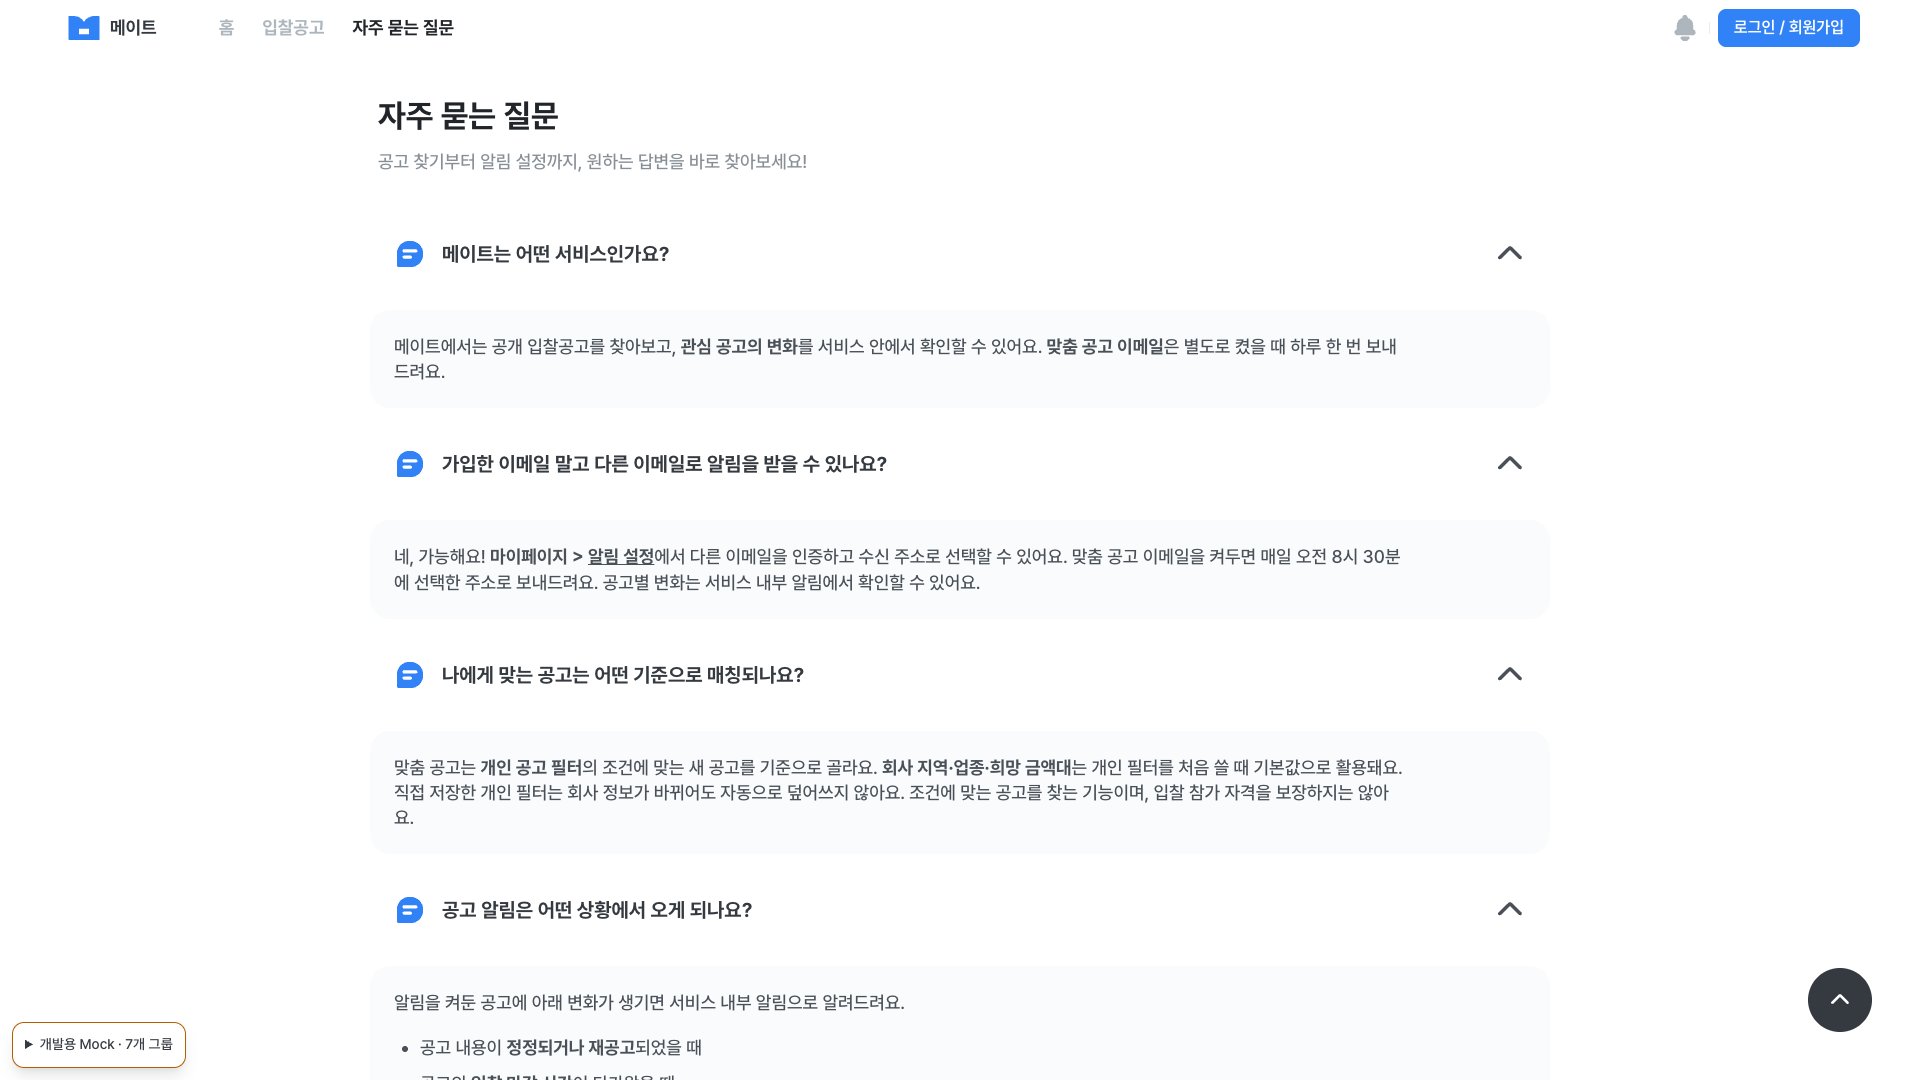 메이트
홈
입찰공고
자주 묻는 질문
로그인 / 회원가입
자주 묻는 질문
공고 찾기부터 알림 설정까지, 원하는 답변을 바로 찾아보세요!
메이트는 어떤 서비스인가요?
메이트에서는 공개 입찰공고를 찾아보고, 관심 공고의 변화를 서비스 안에서 확인할 수 있어요. 맞춤 공고 이메일은 별도로 켰을 때 하루 한 번 보내
드려요.
가입한 이메일 말고 다른 이메일로 알림을 받을 수 있나요?
네, 가능해요! 마이페이지 > 알림 설정에서 다른 이메일을 인증하고 수신 주소로 선택할 수 있어요. 맞춤 공고 이메일을 켜두면 매일 오전 8시 30분
에 선택한 주소로 보내드려요. 공고별 변화는 서비스 내부 알림에서 확인할 수 있어요.
나에게 맞는 공고는 어떤 기준으로 매칭되나요?
맞춤 공고는 개인 공고 필터의 조건에 맞는 새 공고를 기준으로 골라요. 회사 지역·업종·희망 금액대는 개인 필터를 처음 쓸 때 기본값으로 활용돼요.
직접 저장한 개인 필터는 회사 정보가 바뀌어도 자동으로 덮어쓰지 않아요. 조건에 맞는 공고를 찾는 기능이며, 입찰 참가 자격을 보장하지는 않아
요.
공고 알림은 어떤 상황에서 오게 되나요?
알림을 켜둔 공고에 아래 변화가 생기면 서비스 내부 알림으로 알려드려요.
• 공고 내용이 정정되거나 재공고되었을 때
▶ 개발용 Mock · 7개 그룹